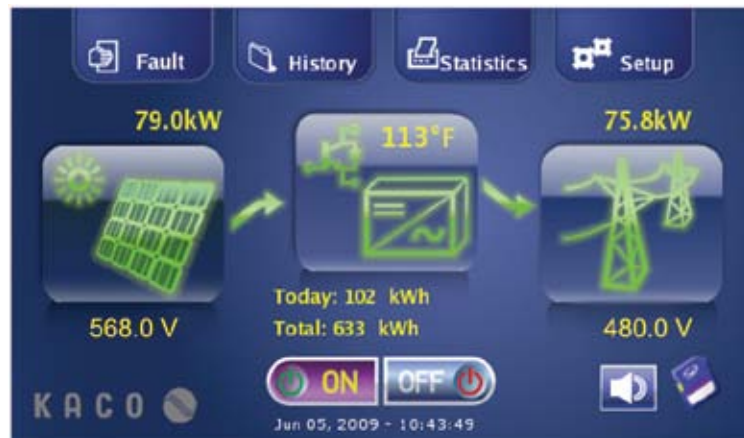 Fault History Statistics Setup
79.0kW 113°F 75.8kW
568.0 V Today: 102 kWh 480.0 V
Total: 633 kWh
ON OFF
KACO
Jun 05, 2009 - 10:43:49